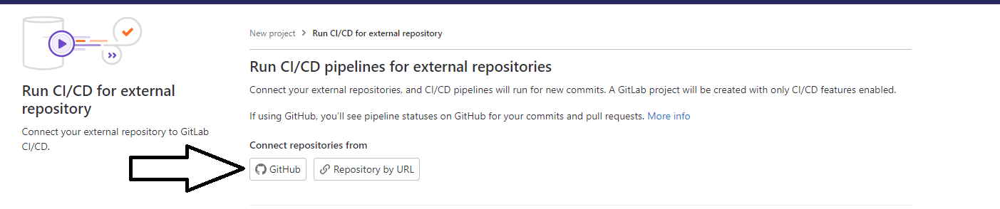 New project > Run CI/CD for external repository
Run CI/CD pipelines for external repositories
Run CI/CD for external
repository
Connect your external repository to GitLab
CI/CD.
Connect your external repositories, and CI/CD pipelines will run for new commits. A GitLab project will be created with only CI/CD features enabled.
If using GitHub, you'll see pipeline statuses on GitHub for your commits and pull requests. More info
Connect repositories from
GitHub
Repository by URL